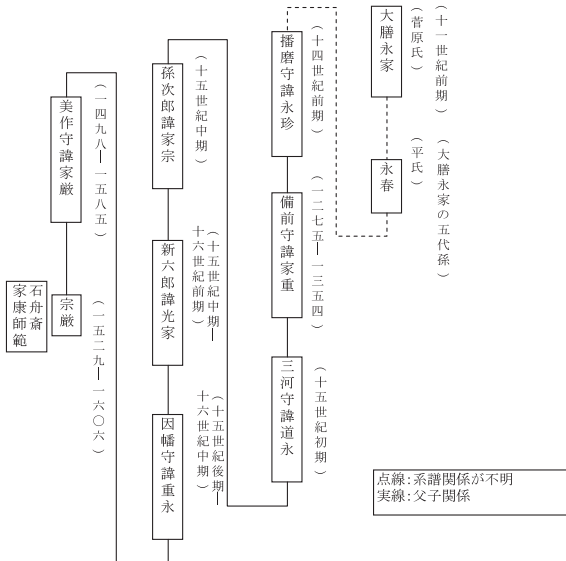 (十一世紀前期)
(菅原氏)
大膳永家
(大膳永家の五代孫)
(平氏)
永春
(十四世紀前期)
播磨守諱永珍
(一二七五―一三五四)
備前守諱家重
(十五世紀初期)
三河守諱道永
(十五世紀中期)
孫次郎諱家宗
(十五世紀中期―
十六世紀前期)
新六郎諱光家
(十五世紀後期―
十六世紀中期)
因幡守諱重永
(一四九八―一五八五)
美作守諱家厳
(一五二九―一六〇六)
宗厳
石舟斎
家康師範
点線:系譜関係が不明
実線:父子関係